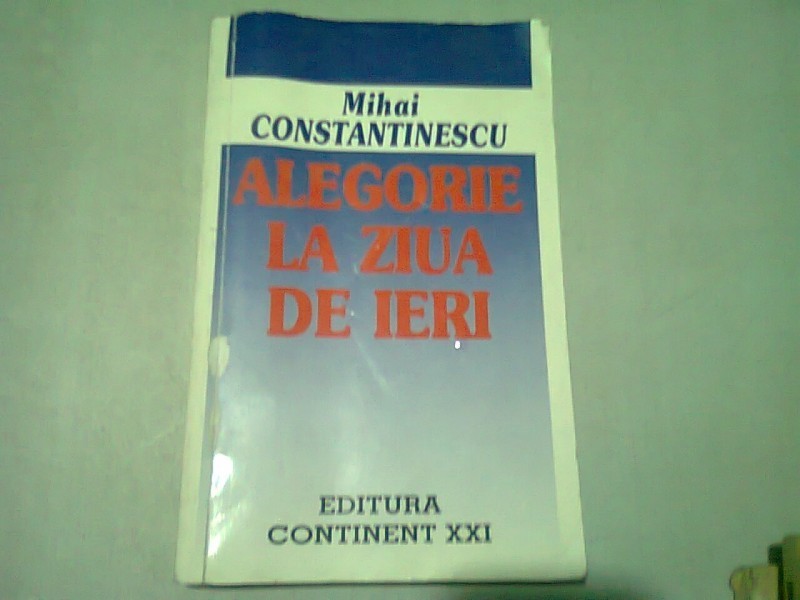 Mihai
CONSTANTINESCU
ALEGORIE
LA ZIUA
DE IERI
EDITURA
CONTINENT XXI